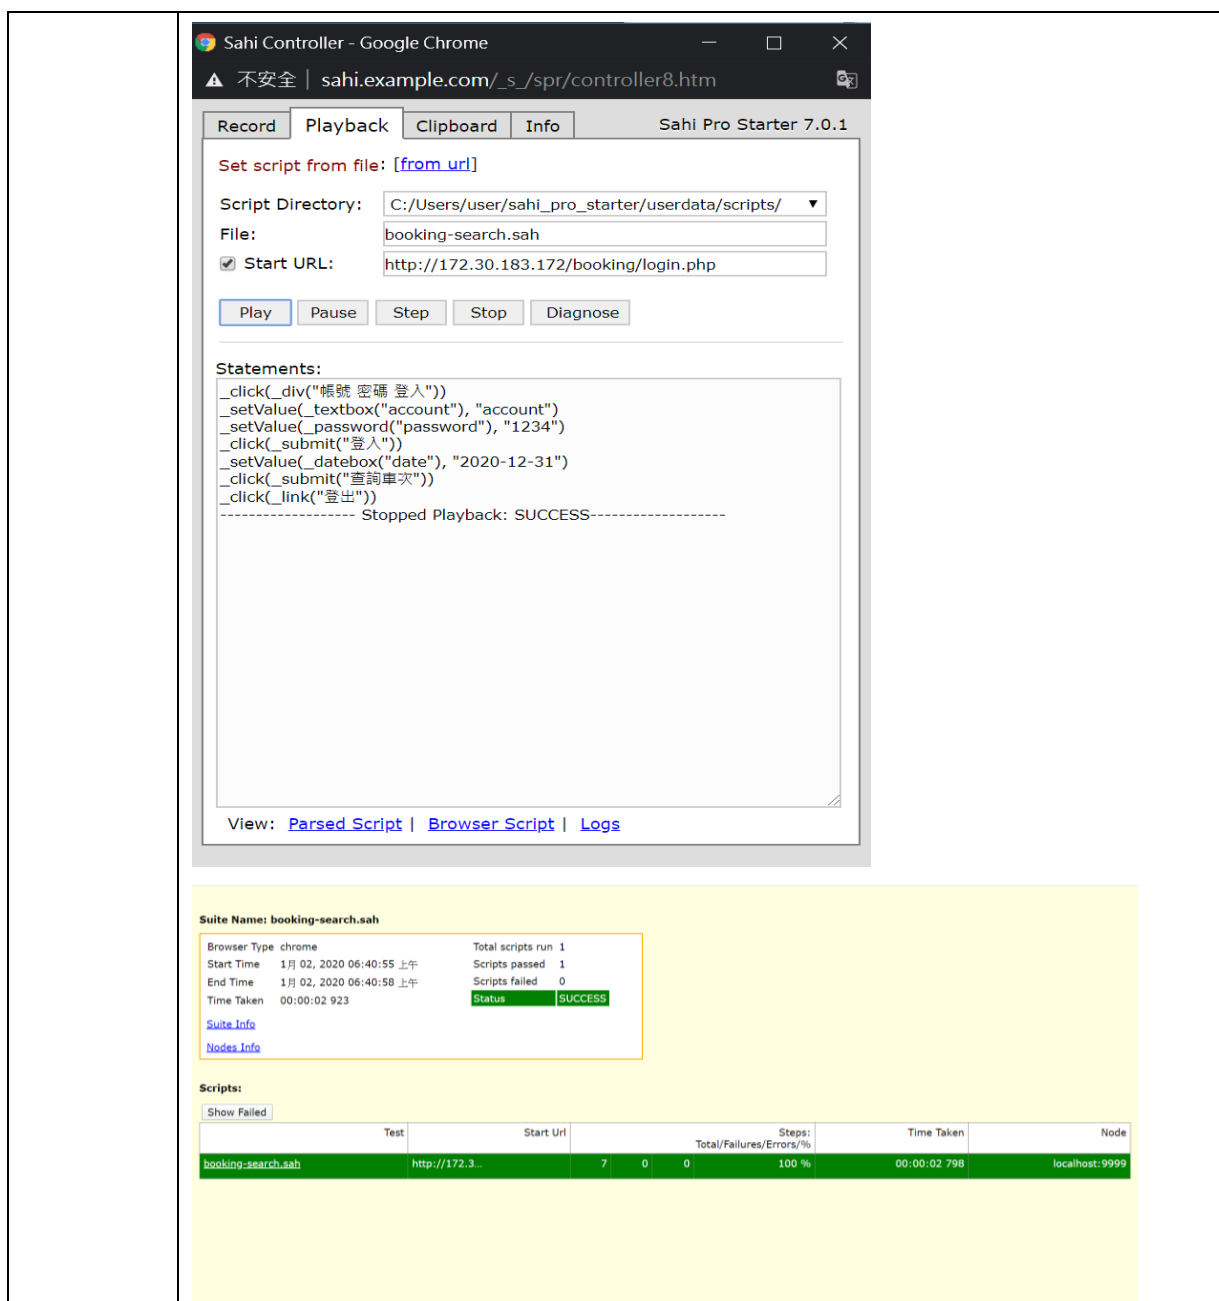 Sahi Controller - Google Chrome
不安全 | sahi.example.com/_s_/spr/controller8.htm
Record Playback Clipboard Info Sahi Pro Starter 7.0.1
Set script from file: [from url]
Script Directory: C:/Users/user/sahi_pro_starter/userdata/scripts/
File: booking-search.sah
Start URL: http://172.30.183.172/booking/login.php
Play Pause Step Stop Diagnose
Statements:
_click(_div("帳號 密碼 登入"))
_setValue(_textbox("account"), "account")
_setValue(_password("password"), "1234")
_click(_submit("登入"))
_setValue(_datebox("date"), "2020-12-31")
_click(_submit("查詢車次"))
_click(_link("登出"))
------------------- Stopped Playback: SUCCESS-------------------
View: Parsed Script | Browser Script | Logs
Suite Name: booking-search.sah
Browser Type chrome Total scripts run 1
Start Time 1月 02, 2020 06:40:55 上午 Scripts passed 1
End Time 1月 02, 2020 06:40:58 上午 Scripts failed 0
Time Taken 00:00:02 923 Status SUCCESS
Suite Info
Nodes Info
Scripts:
Show Failed
Test Start Url Steps: Time Taken Node
Total/Failures/Errors/%
booking-search.sah http://172.3... 7 0 0 100 % 00:00:02 798 localhost:9999